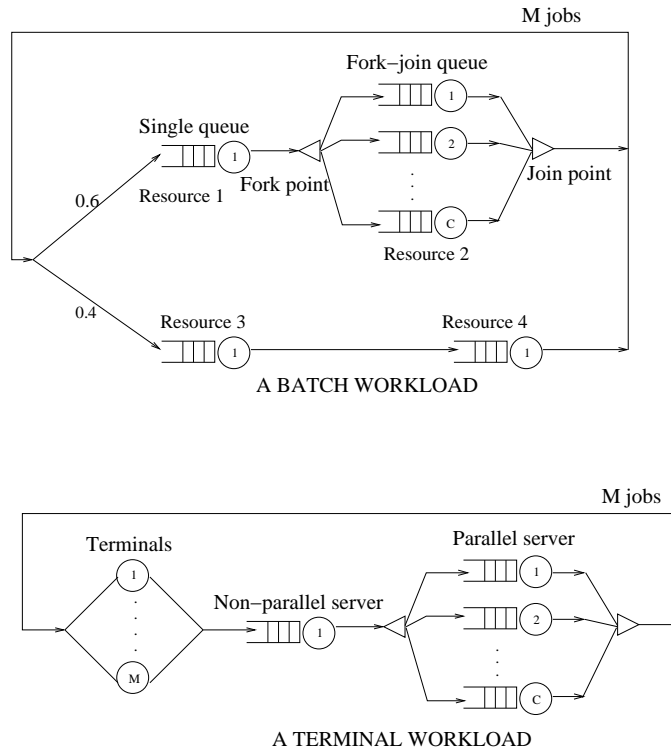 M jobs
Fork–join queue
1
Single queue
2
1
Fork point
Join point
Resource 1
0.6
C
Resource 2
0.4
Resource 3
Resource 4
1
1
A BATCH WORKLOAD
M jobs
Terminals
Parallel server
1
1
Non–parallel server
2
1
M
C
A TERMINAL WORKLOAD